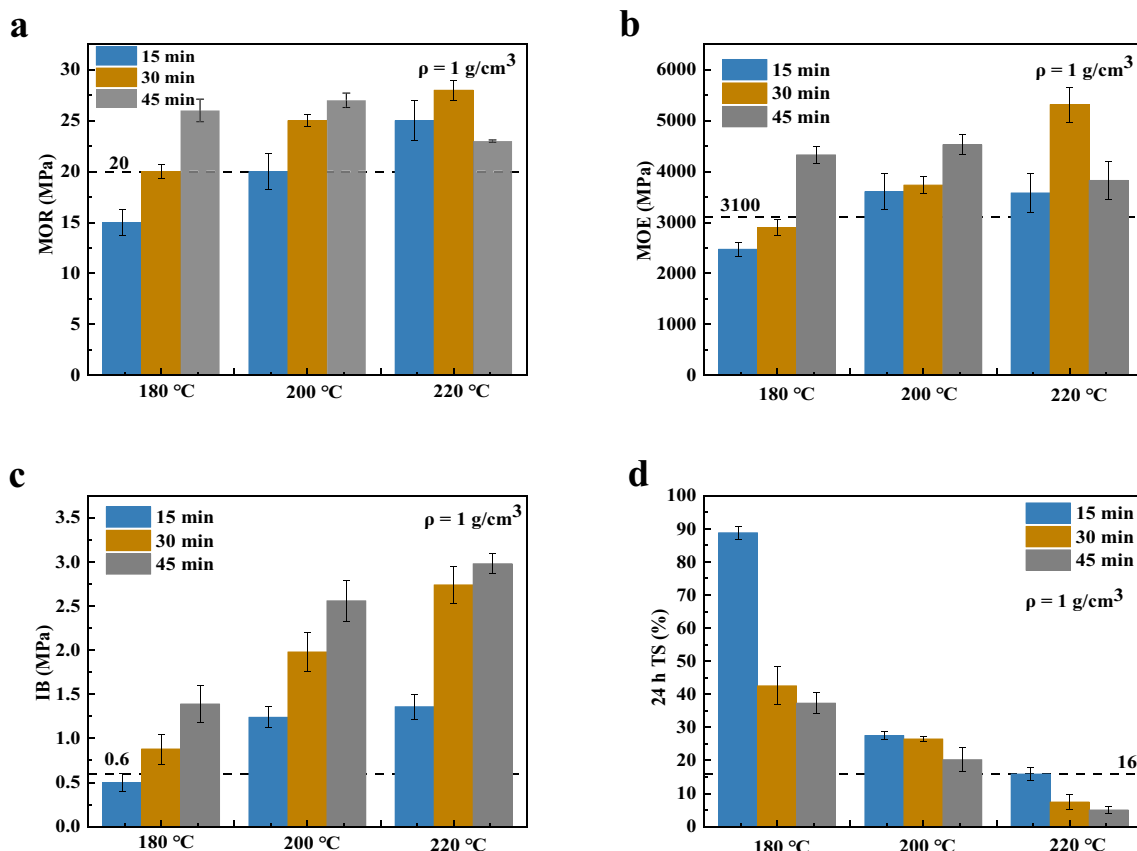 a
15 min
30 min
45 min
ρ = 1 g/cm³
MOR (MPa)
30
25
20
15
10
5
0
20
180 °C
200 °C
220 °C
b
15 min
30 min
45 min
ρ = 1 g/cm³
MOE (MPa)
6000
5000
4000
3000
2000
1000
0
3100
180 °C
200 °C
220 °C
c
15 min
30 min
45 min
ρ = 1 g/cm³
IB (MPa)
3.5
3.0
2.5
2.0
1.5
1.0
0.5
0.0
0.6
180 °C
200 °C
220 °C
d
15 min
30 min
45 min
ρ = 1 g/cm³
24 h TS (%)
100
90
80
70
60
50
40
30
20
10
0
16
180 °C
200 °C
220 °C